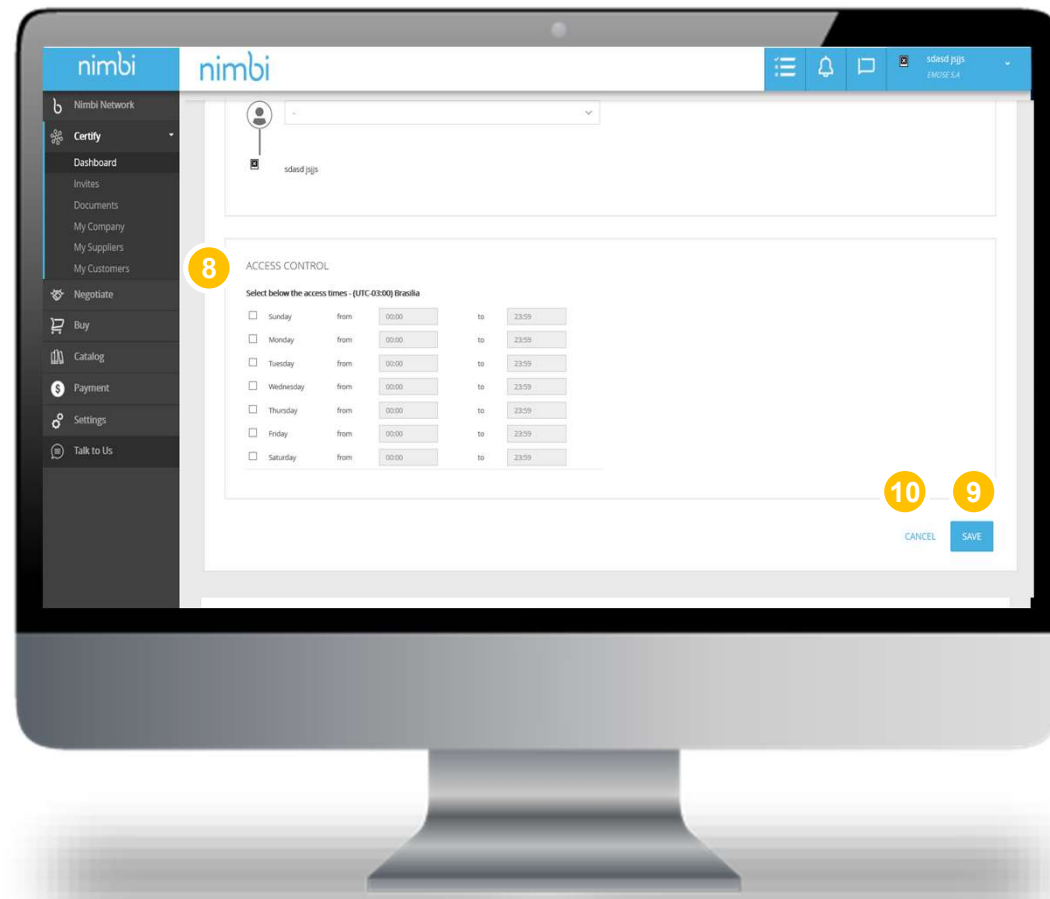 nimbi
nimbi
sdasd jsjjs
EMOSE S.A
Nimbi Network
Certify
Dashboard
Invites
Documents
My Company
My Suppliers
My Customers
Negotiate
Buy
Catalog
Payment
Settings
Talk to Us
-
sdasd jsjjs
8
ACCESS CONTROL
Select below the access times - (UTC-03:00) Brasilia
Sunday from 00:00 to 23:59
Monday from 00:00 to 23:59
Tuesday from 00:00 to 23:59
Wednesday from 00:00 to 23:59
Thursday from 00:00 to 23:59
Friday from 00:00 to 23:59
Saturday from 00:00 to 23:59
10 9
CANCEL SAVE